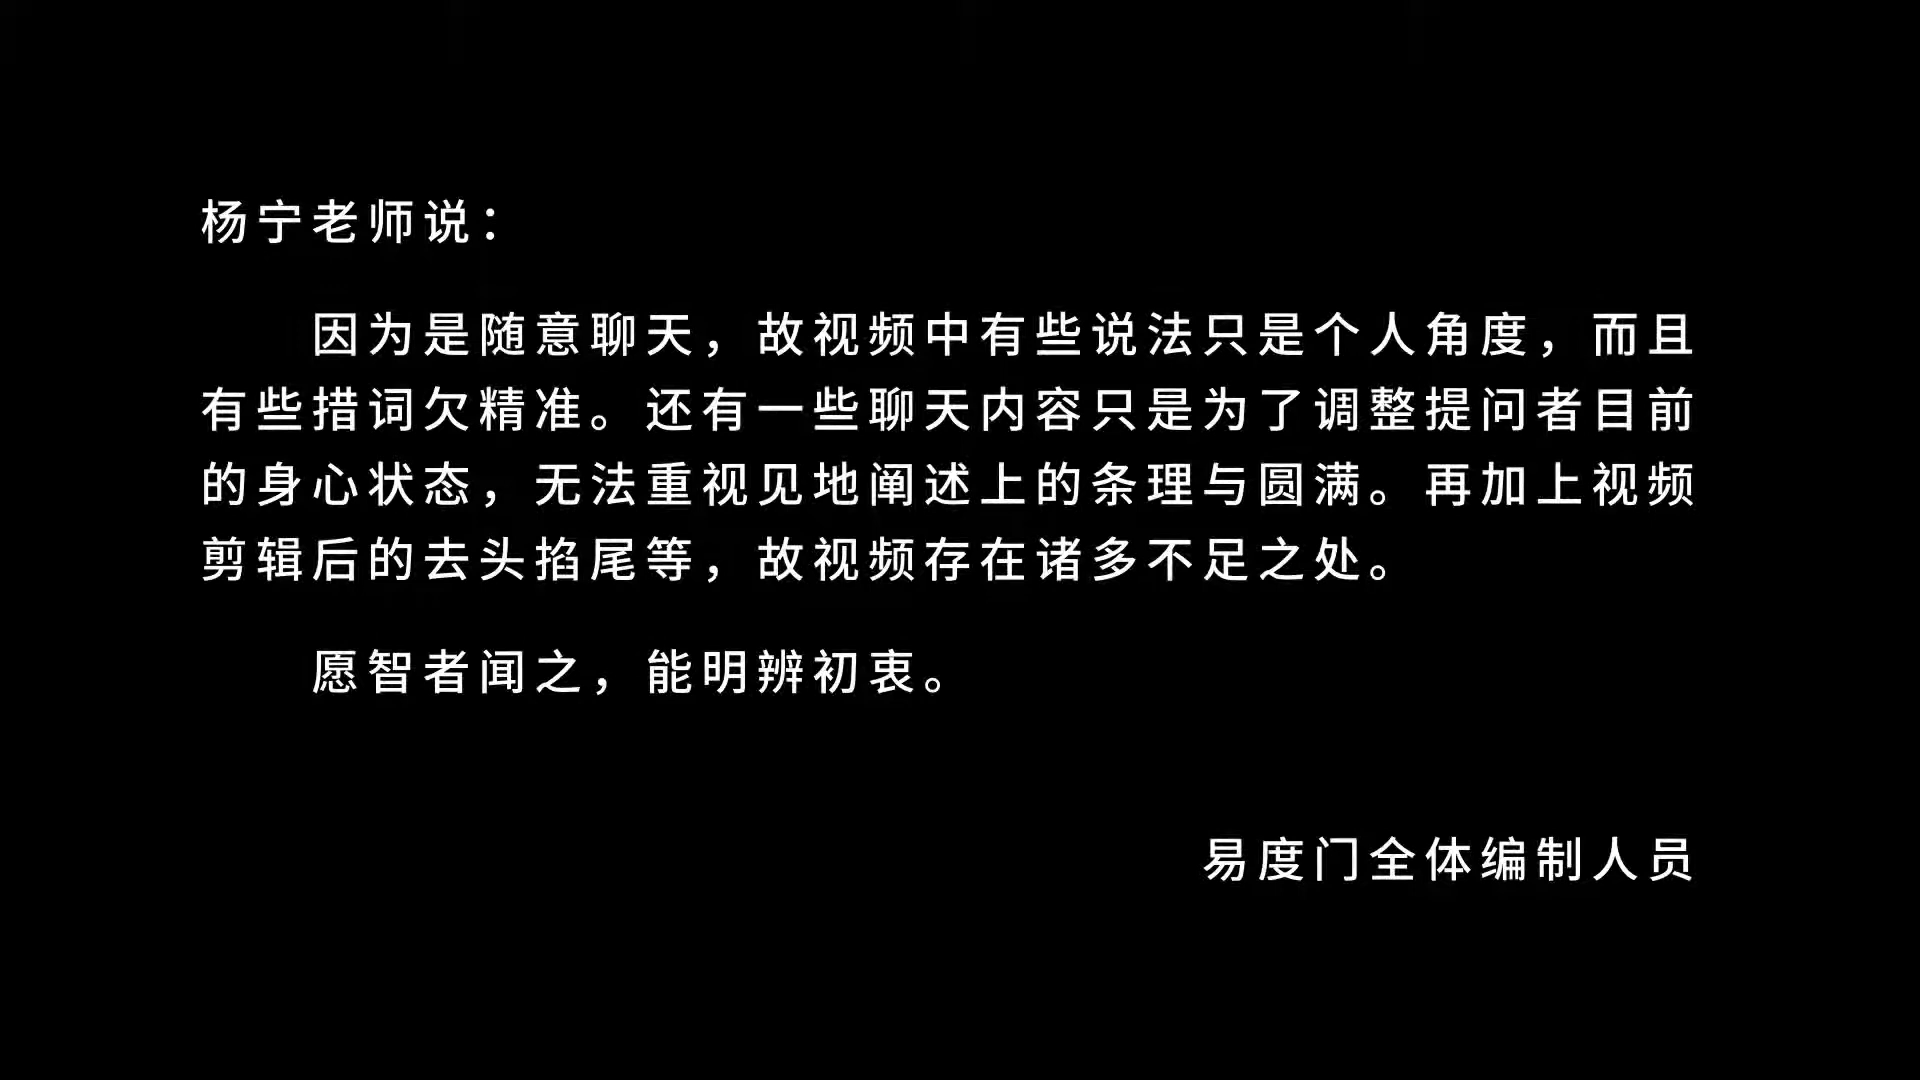 杨宁老师说：
因为是随意聊天，故视频中有些说法只是个人角度，而且
有些措词欠精准。还有一些聊天内容只是为了调整提问者目前
的身心状态，无法重视见地阐述上的条理与圆满。再加上视频
剪辑后的去头掐尾等，故视频存在诸多不足之处。
愿智者闻之，能明辨初衷。
易度门全体编制人员